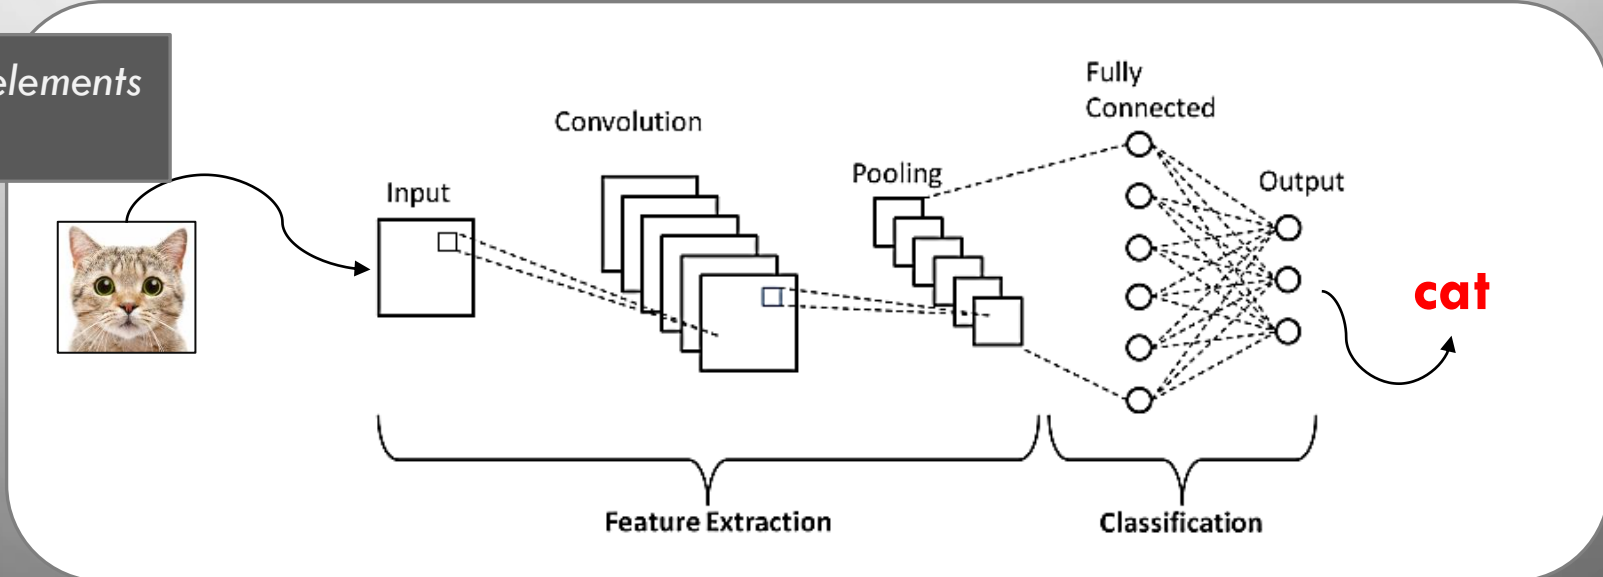 elements
Fully
Connected
Convolution
Pooling
Output
Input
cat
Feature Extraction
Classification